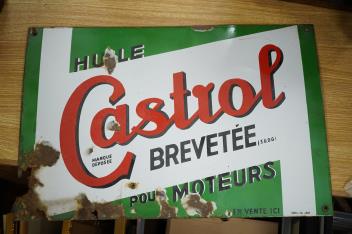 HUILE
Castrol
MARQUE
DÉPOSÉE
BREVETÉE
POUR MOTEURS
EN VENTE ICI